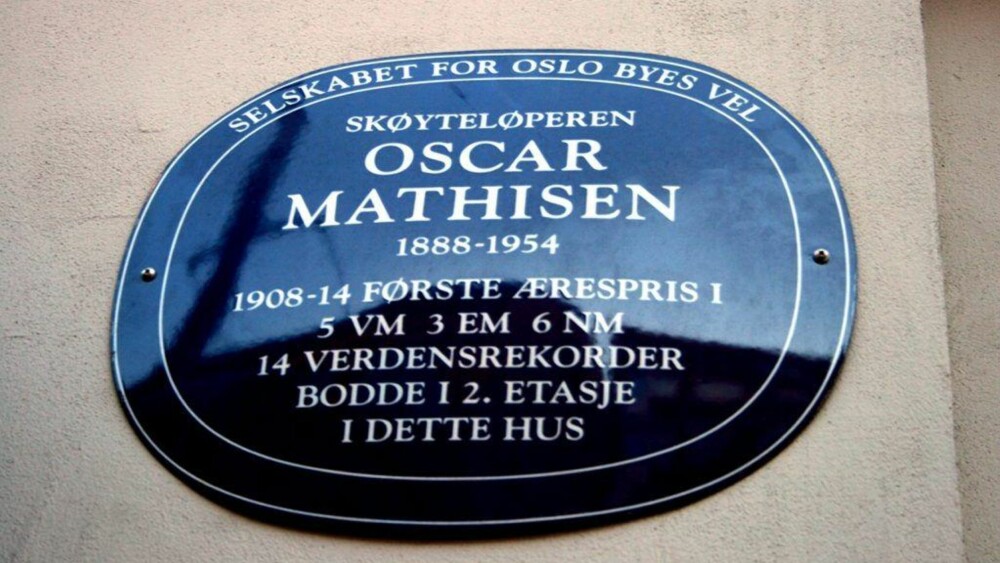 SELSKABET FOR OSLO BYES VEL
SKØYTELØPEREN
OSCAR
MATHISEN
1888-1954
1908-14 FØRSTE ÆRESPRIS I
5 VM 3 EM 6 NM
14 VERDENSREKORDER
BODDE I 2. ETASJE
I DETTE HUS